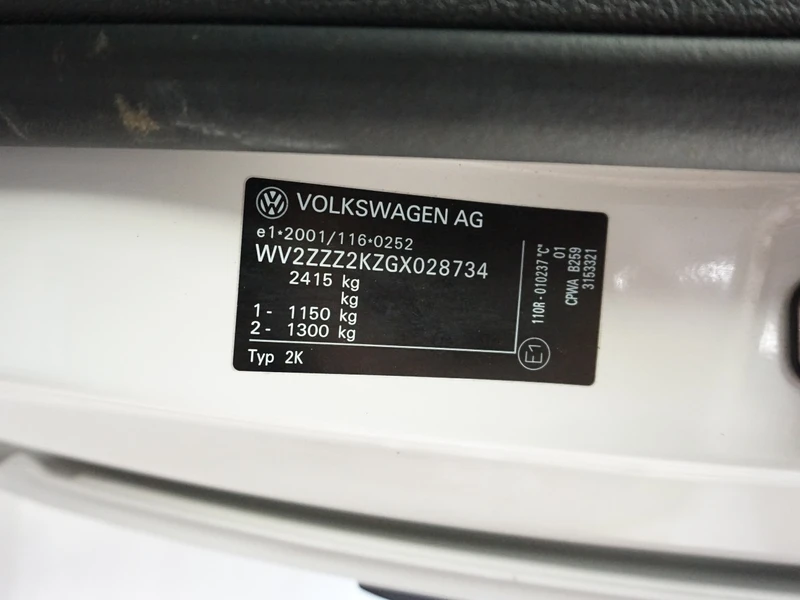 VOLKSWAGEN AG
e1*2001/116*0252
WV2ZZZ2KZGX028734
2415 kg
kg
1- 1150 kg
2- 1300 kg
Typ 2K
E1
110R-010237 *C*
01
CPWA B259
3153321